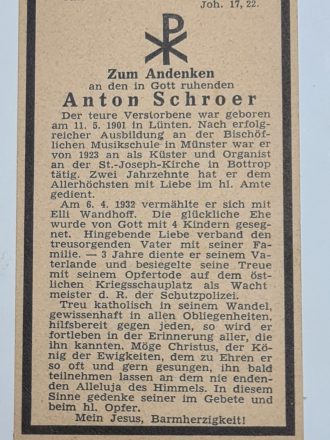 Joh. 17, 22.
Zum Andenken
an den in Gott ruhenden
Anton Schroer
Der teure Verstorbene war geboren
am 11. 5. 1901 in Lünten. Nach erfolg-
reicher Ausbildung an der Bischöf-
lichen Musikschule in Münster war er
von 1923 an als Küster und Organist
an der St.-Joseph-Kirche in Bottrop
tätig. Zwei Jahrzehnte hat er dem
Allerhöchsten mit Liebe im hl. Amte
gedient.
Am 6. 4. 1932 vermählte er sich mit
Elli Wandhoff. Die glückliche Ehe
wurde von Gott mit 4 Kindern geseg-
net. Hingebende Liebe verband den
treusorgenden Vater mit seiner Fa-
milie. — 3 Jahre diente er seinem Va-
terlande und besiegelte seine Treue
mit seinem Opfertode auf dem öst-
lichen Kriegsschauplatz als Wacht
meister d. R. der Schutzpolizei.
Treu katholisch in seinem Wandel,
gewissenhaft in allen Obliegenheiten,
hilfsbereit gegen jeden, so wird er
fortleben in der Erinnerung aller, die
ihn kannten. Möge Christus, der Kö-
nig der Ewigkeiten, dem zu Ehren er
so oft und gern gesungen, ihn bald
teilnehmen lassen an dem nie enden-
den Alleluja des Himmels. In diesem
Sinne gedenke seiner im Gebete und
beim hl. Opfer.
Mein Jesus, Barmherzigkeit!